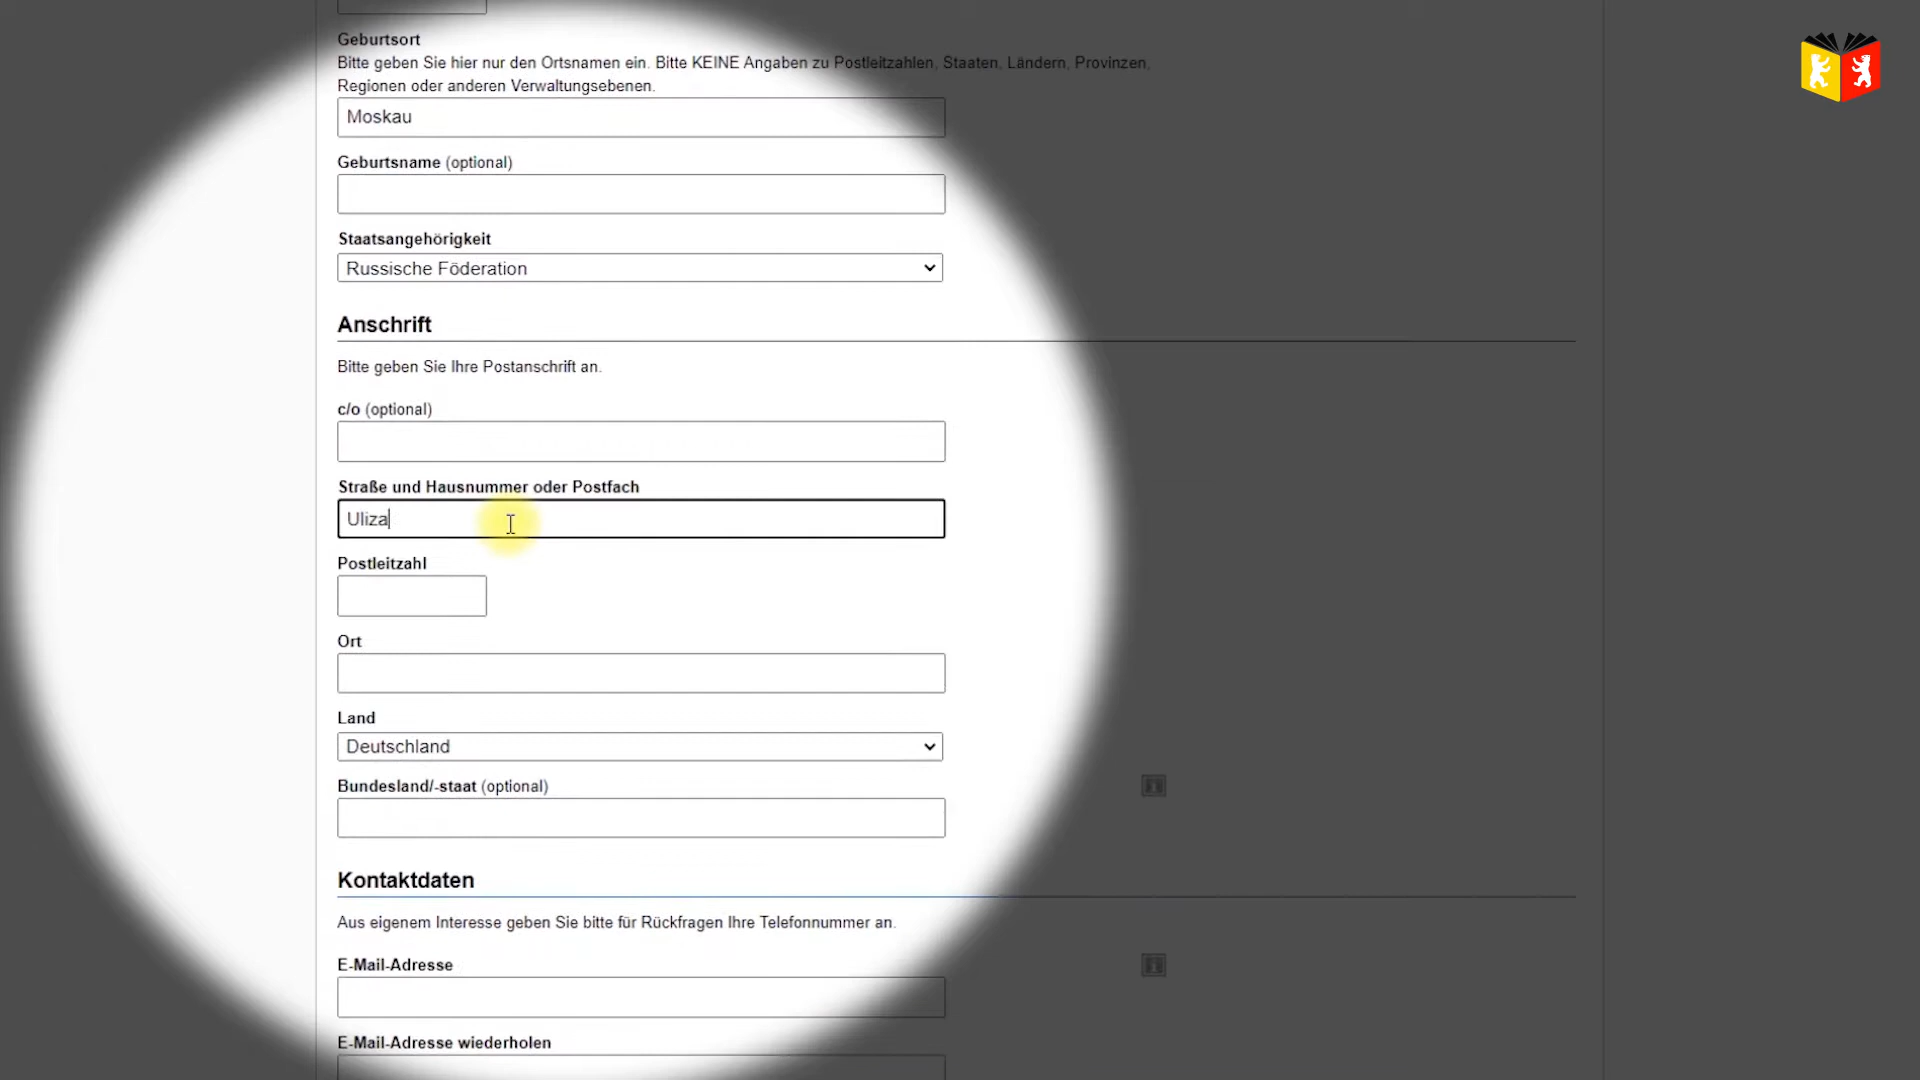 Geburtsort
Bitte geben Sie hier nur den Ortsnamen ein. Bitte KEINE Angaben zu Postleitzahlen, Staaten, Ländern, Provinzen,
Regionen oder anderen Verwaltungsebenen.
Moskau
Geburtsname (optional)
Staatsangehörigkeit
Russische Föderation
Anschrift
Bitte geben Sie Ihre Postanschrift an.
c/o (optional)
Straße und Hausnummer oder Postfach
Uliza
Postleitzahl
Ort
Land
Deutschland
Bundesland/-staat (optional)
Kontaktdaten
Aus eigenem Interesse geben Sie bitte für Rückfragen Ihre Telefonnummer an.
E-Mail-Adresse
E-Mail-Adresse wiederholen